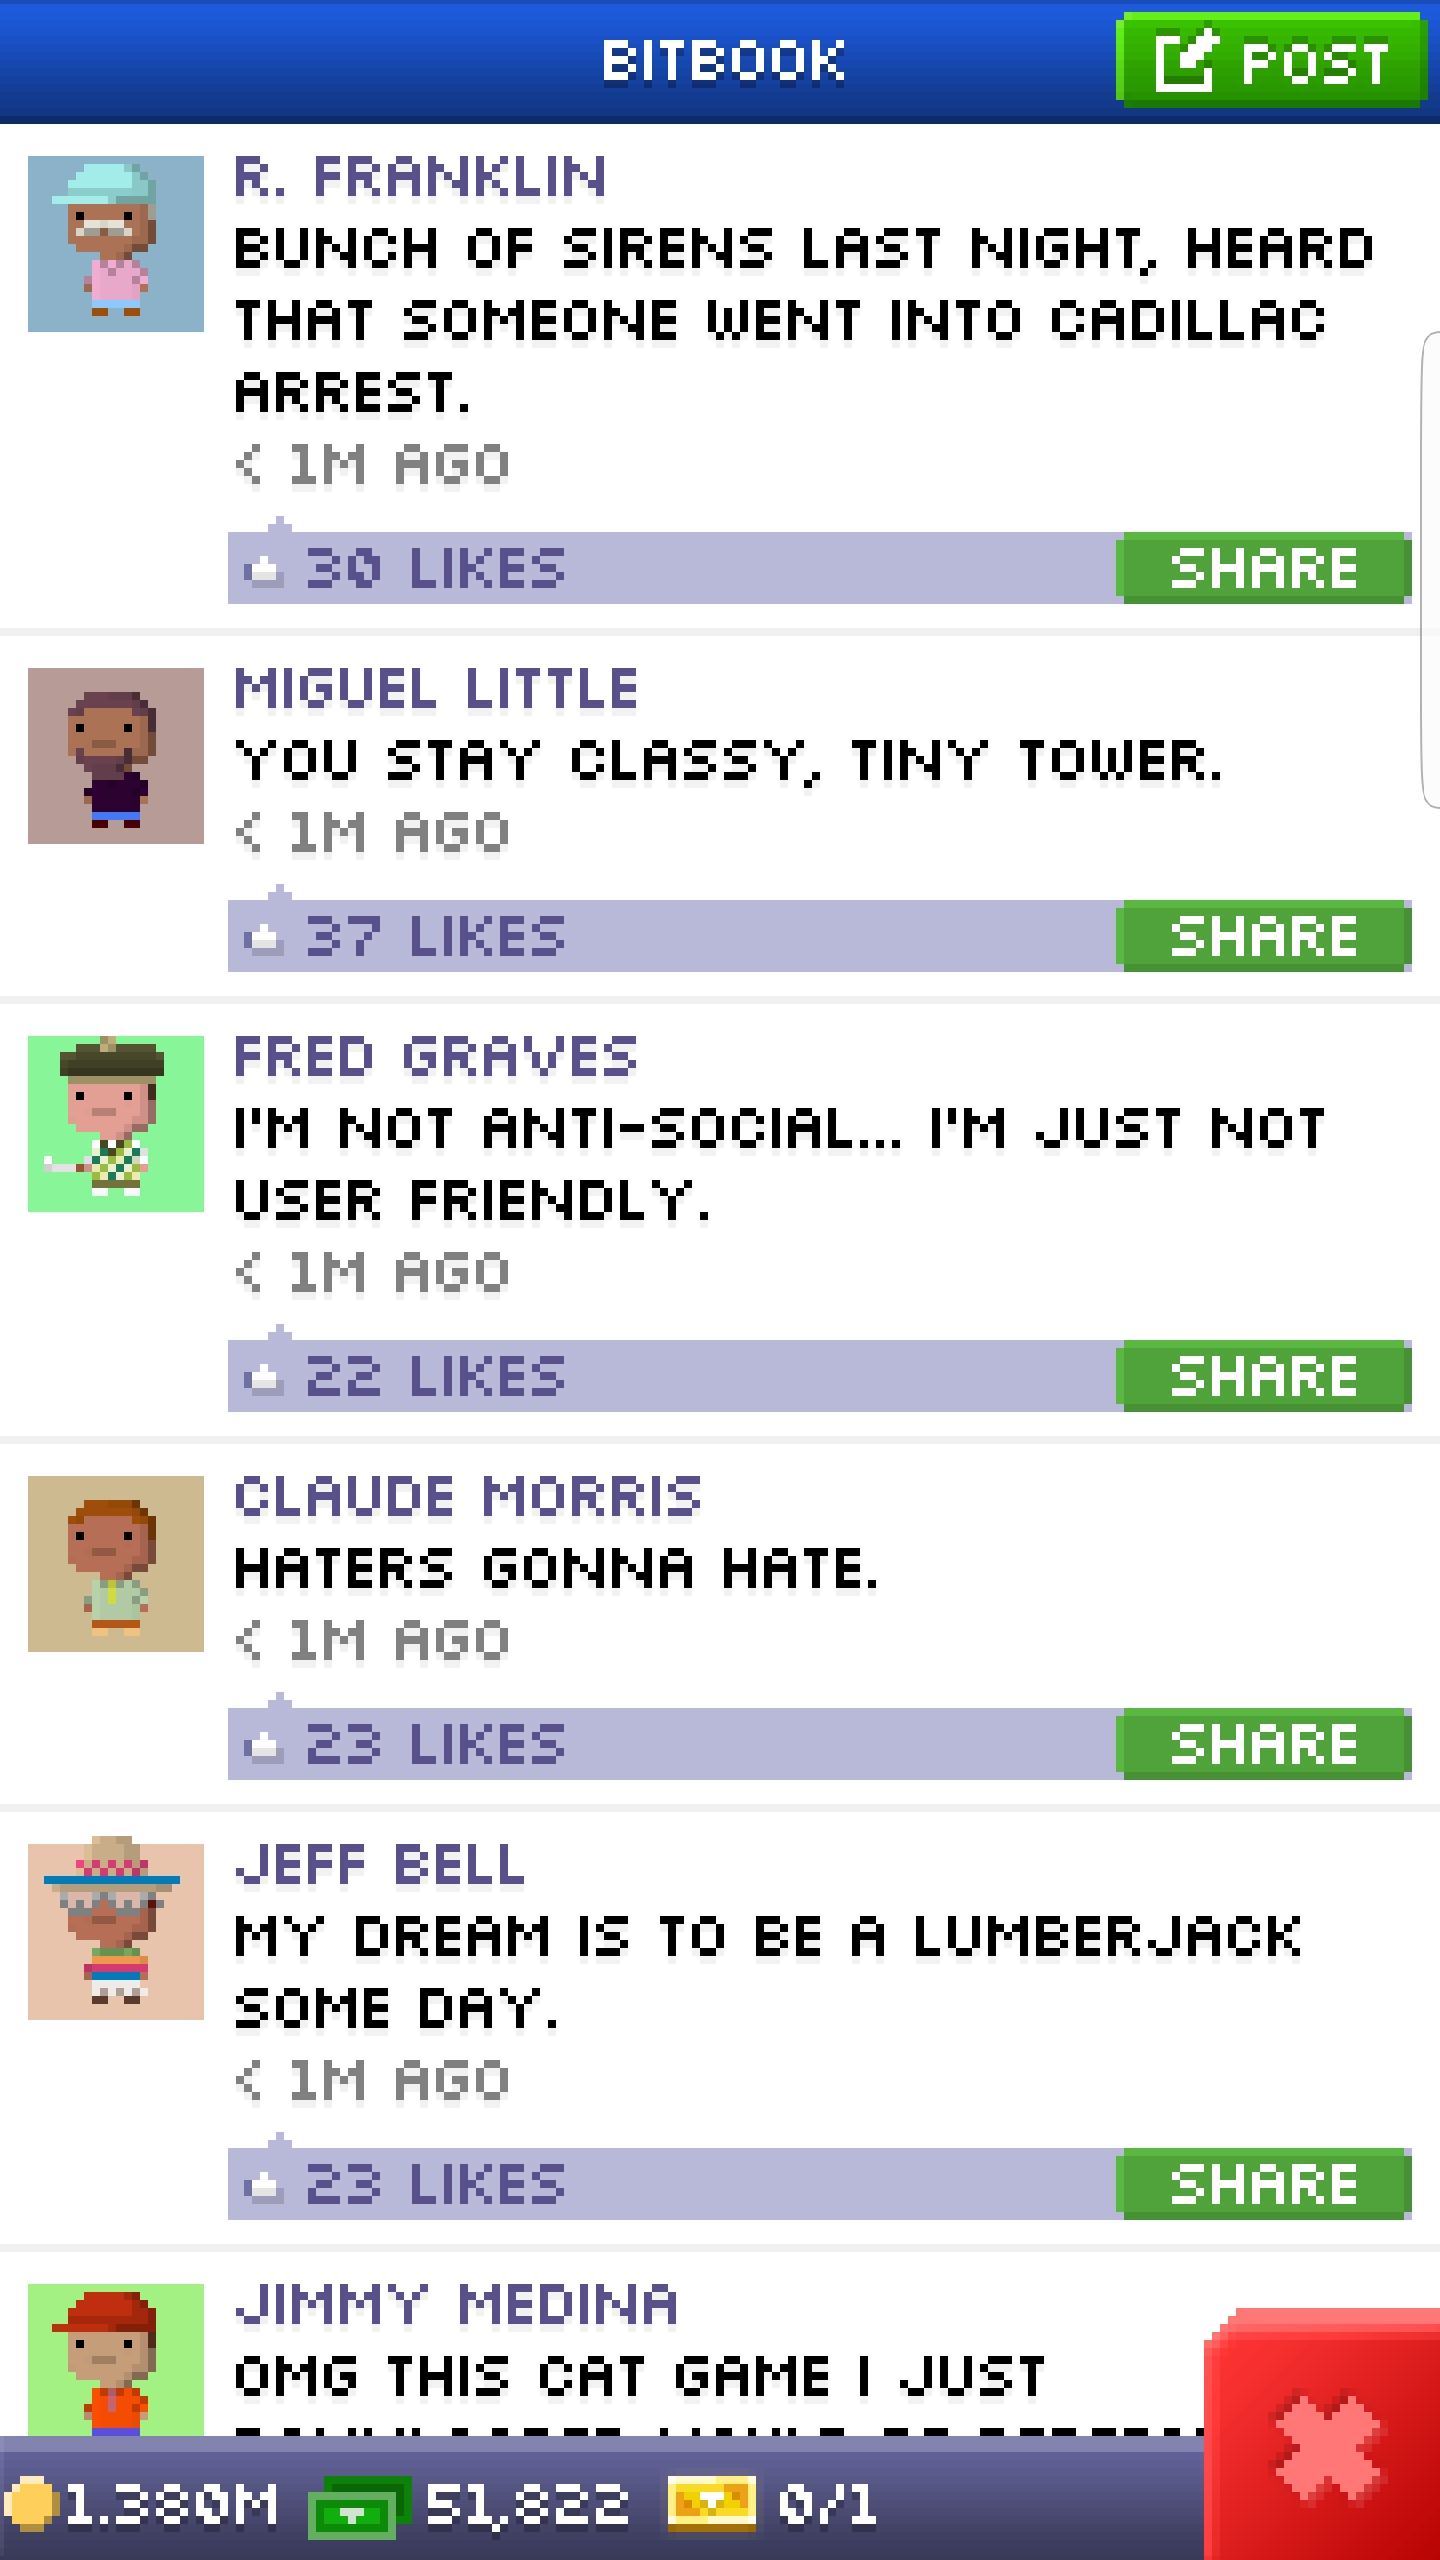 BITBOOK
POST
R. FRANKLIN
BUNCH OF SIRENS LAST NIGHT, HEARD
THAT SOMEONE WENT INTO CADILLAC
ARREST.
< 1M AGO
30 LIKES
SHARE
MIGUEL LITTLE
YOU STAY CLASSY, TINY TOWER.
< 1M AGO
37 LIKES
SHARE
FRED GRAVES
I'M NOT ANTI-SOCIAL... I'M JUST NOT
USER FRIENDLY.
< 1M AGO
22 LIKES
SHARE
CLAUDE MORRIS
HATERS GONNA HATE.
< 1M AGO
23 LIKES
SHARE
JEFF BELL
MY DREAM IS TO BE A LUMBERJACK
SOME DAY.
< 1M AGO
23 LIKES
SHARE
JIMMY MEDINA
OMG THIS CAT GAME I JUST
1.380M
51,822
0/1